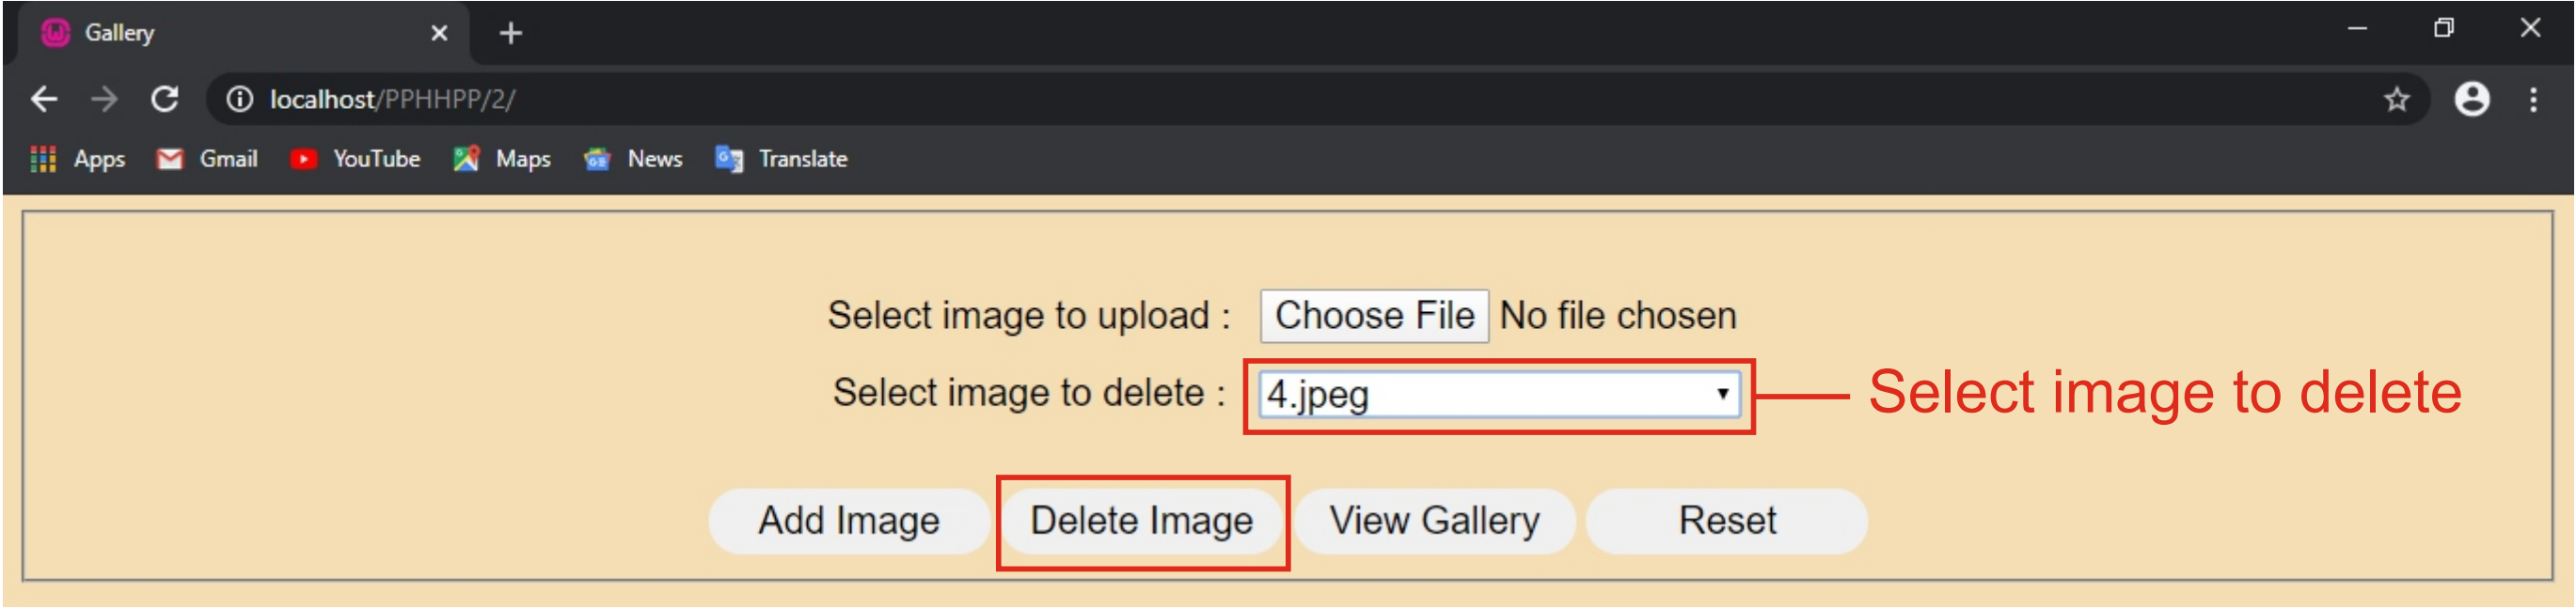 Gallery
localhost/PPHHPP/2/
Apps Gmail YouTube Maps News Translate
Select image to upload : Choose File No file chosen
Select image to delete : 4.jpeg Select image to delete
Add Image Delete Image View Gallery Reset